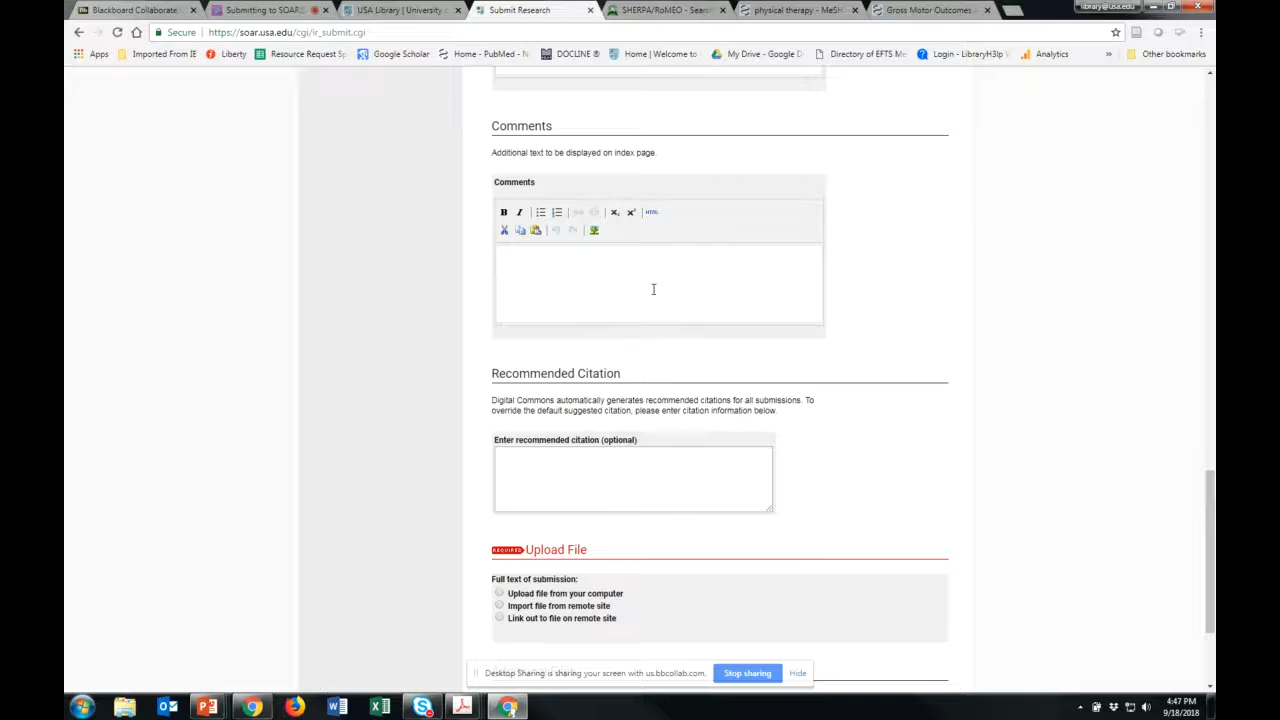 Blackboard Collaborate
Submitting to SOAR
USA Library | University o
Submit Research
SHERPA/RoMEO - Search
physical therapy - MeSH
Gross Motor Outcomes
library@usa.edu
Secure
https://soar.usa.edu/cgi/ir_submit.cgi
Apps
Imported From IE
Liberty
Resource Request Sp
Google Scholar
Home - PubMed - N
DOCLINE ®
Home | Welcome to
My Drive - Google D
Directory of EFTS Me
Login - LibraryH3lp
Analytics
»
Other bookmarks
Comments
Additional text to be displayed on index page.
Comments
B I HTML
Recommended Citation
Digital Commons automatically generates recommended citations for all submissions. To
override the default suggested citation, please enter citation information below.
Enter recommended citation (optional)
REQUIRED Upload File
Full text of submission:
Upload file from your computer
Import file from remote site
Link out to file on remote site
Desktop Sharing is sharing your screen with us.bbcollab.com.
Stop sharing
Hide
4:47 PM
9/18/2018